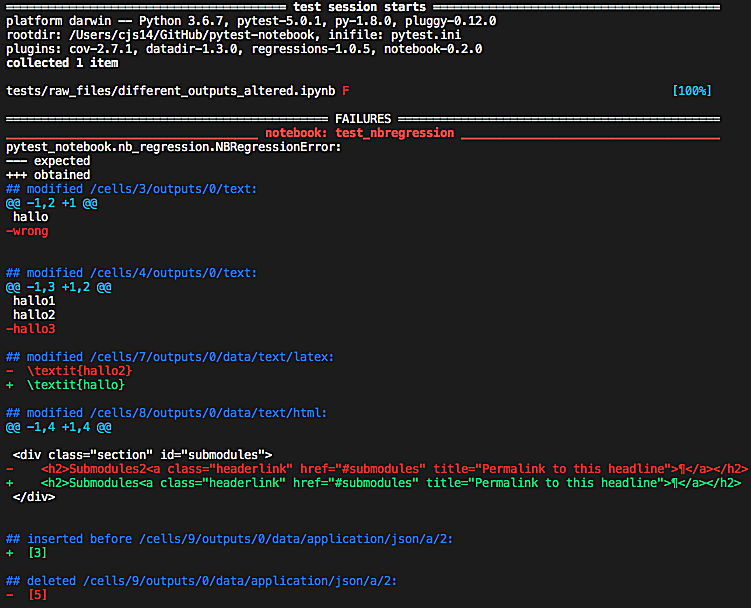 ======================================== test session starts =========================================
platform darwin -- Python 3.6.7, pytest-5.0.1, py-1.8.0, pluggy-0.12.0
rootdir: /Users/cjs14/GitHub/pytest-notebook, inifile: pytest.ini
plugins: cov-2.7.1, datadir-1.3.0, regressions-1.0.5, notebook-0.2.0
collected 1 item
tests/raw_files/different_outputs_altered.ipynb F [100%]
============================================== FAILURES ==============================================
____________________________________ notebook: test_nbregression _____________________________________
pytest_notebook.nb_regression.NBRegressionError:
--- expected
+++ obtained
## modified /cells/3/outputs/0/text:
@@ -1,2 +1 @@
 hallo
-wrong
## modified /cells/4/outputs/0/text:
@@ -1,3 +1,2 @@
 hallo1
 hallo2
-hallo3
## modified /cells/7/outputs/0/data/text/latex:
-  \textit{hallo2}
+  \textit{hallo}
## modified /cells/8/outputs/0/data/text/html:
@@ -1,4 +1,4 @@
 <div class="section" id="submodules">
-    <h2>Submodules2<a class="headerlink" href="#submodules" title="Permalink to this headline">¶</a></h2>
+    <h2>Submodules<a class="headerlink" href="#submodules" title="Permalink to this headline">¶</a></h2>
 </div>
## inserted before /cells/9/outputs/0/data/application/json/a/2:
+  [3]
## deleted /cells/9/outputs/0/data/application/json/a/2:
-  [5]